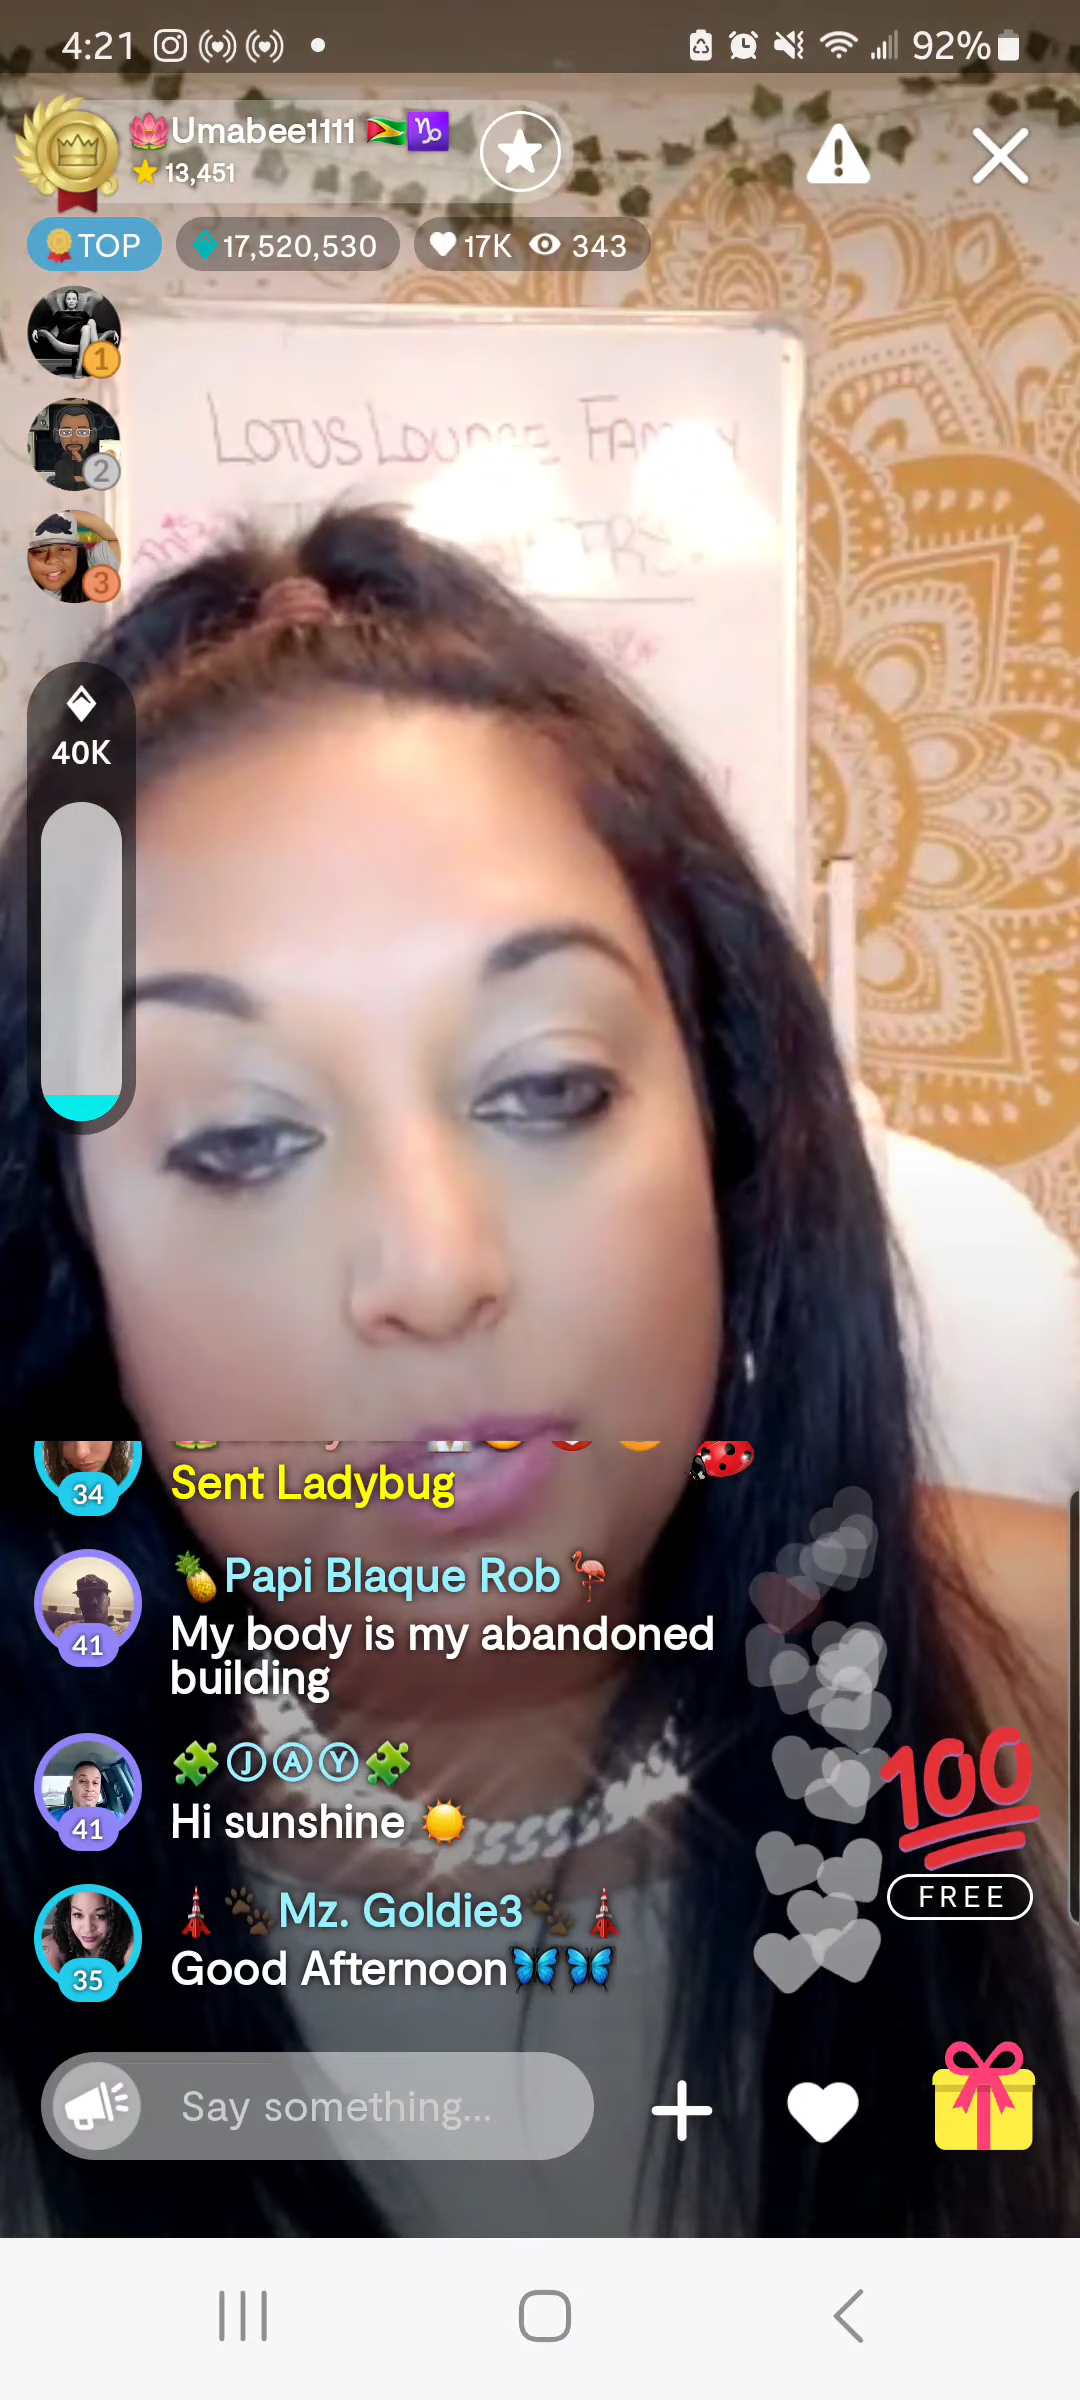 4:21 92%
🪷Umabee1111 🇬🇾♑
13,451
TOP 17,520,530 17K 343
1
2
3
LOTUS LOUNGE FAMILY
40K
Sent Ladybug
34
🍍Papi Blaque Rob🦩
My body is my abandoned
building
41
🧩ⒿⒶⓎ🧩
Hi sunshine ☀️
41
100
FREE
🗼🐾Mz. Goldie3🐾🗼
Good Afternoon🦋🦋
35
Say something...